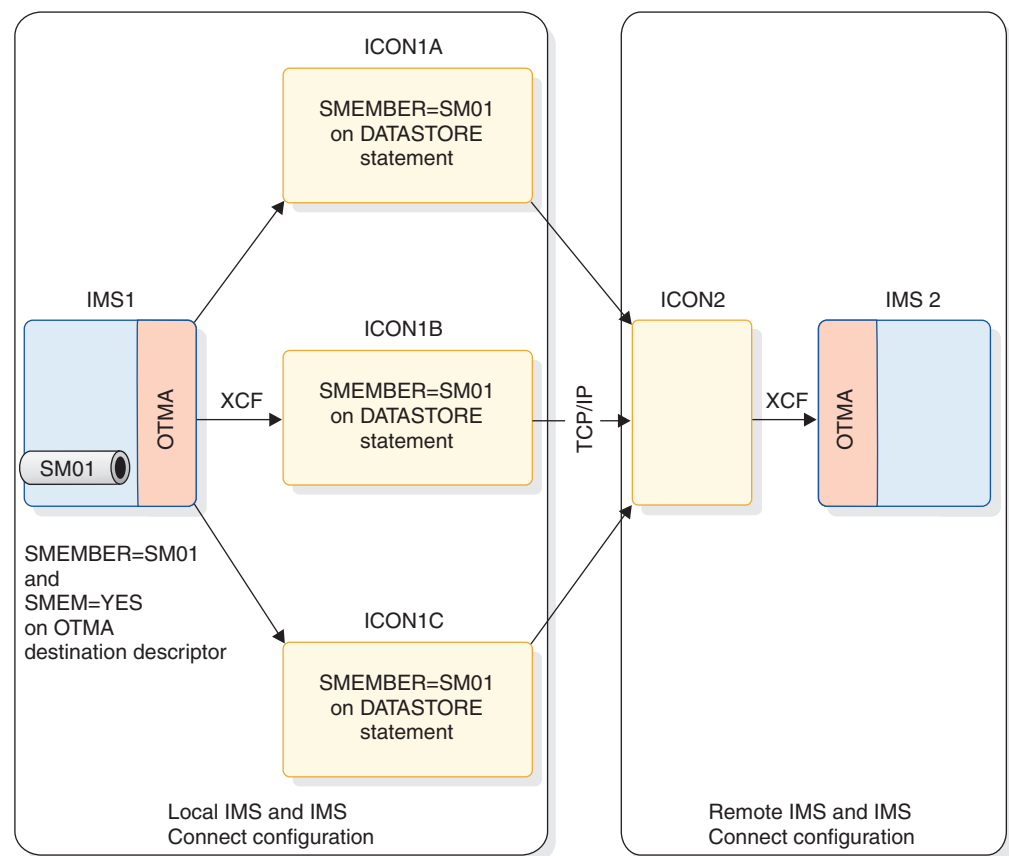 ICON1A
SMEMBER=SM01
on DATASTORE
statement
IMS1
ICON1B
ICON2
IMS 2
OTMA
XCF
SMEMBER=SM01
on DATASTORE
statement
TCP/IP
XCF
OTMA
SM01
SMEMBER=SM01
and
SMEM=YES
on OTMA
destination descriptor
ICON1C
SMEMBER=SM01
on DATASTORE
statement
Local IMS and IMS
Connect configuration
Remote IMS and IMS
Connect configuration